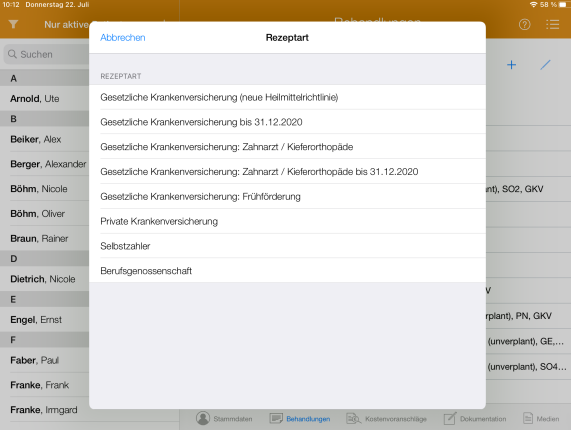 10:12 Donnerstag 22. Juli
58 %
Nur aktive
Behandlungen
Suchen
A
Arnold, Ute
B
Beiker, Alex
Berger, Alexander
Böhm, Nicole
Böhm, Oliver
Braun, Rainer
D
Dietrich, Nicole
E
Engel, Ernst
F
Faber, Paul
Franke, Frank
Franke, Irmgard
Abbrechen
Rezeptart
REZEPTART
Gesetzliche Krankenversicherung (neue Heilmittelrichtlinie)
Gesetzliche Krankenversicherung bis 31.12.2020
Gesetzliche Krankenversicherung: Zahnarzt / Kieferorthopäde
Gesetzliche Krankenversicherung: Zahnarzt / Kieferorthopäde bis 31.12.2020
Gesetzliche Krankenversicherung: Frühförderung
Private Krankenversicherung
Selbstzahler
Berufsgenossenschaft
ant), SO2, GKV
V
rplant), PN, GKV
(unverplant), GE,...
(unverplant), SO4...
Stammdaten
Behandlungen
Kostenvoranschläge
Dokumentation
Medien